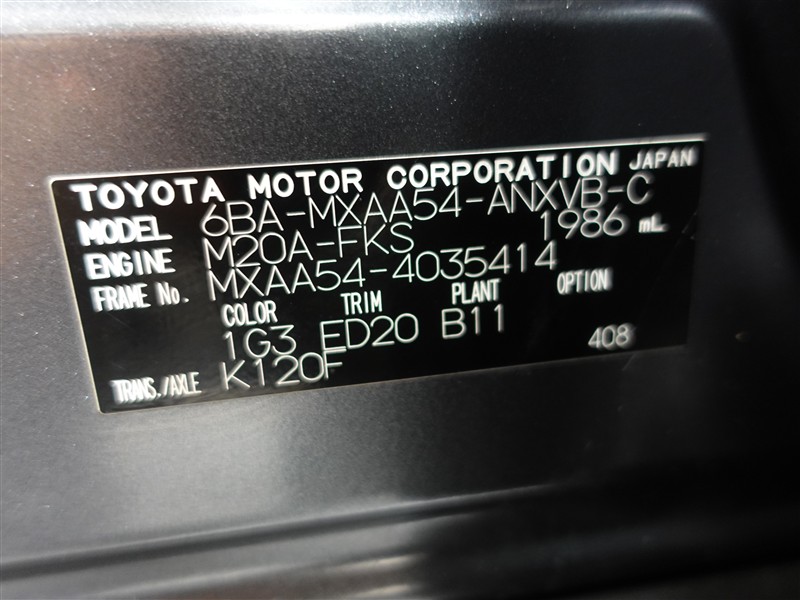 TOYOTA MOTOR CORPORATION JAPAN
MODEL 6BA-MXAA54-ANXVB-C
ENGINE M20A-FKS 1986 mL
FRAME No. MXAA54-4035414
COLOR TRIM PLANT OPTION
1G3 ED20 B11
408
TRANS./AXLE K120F